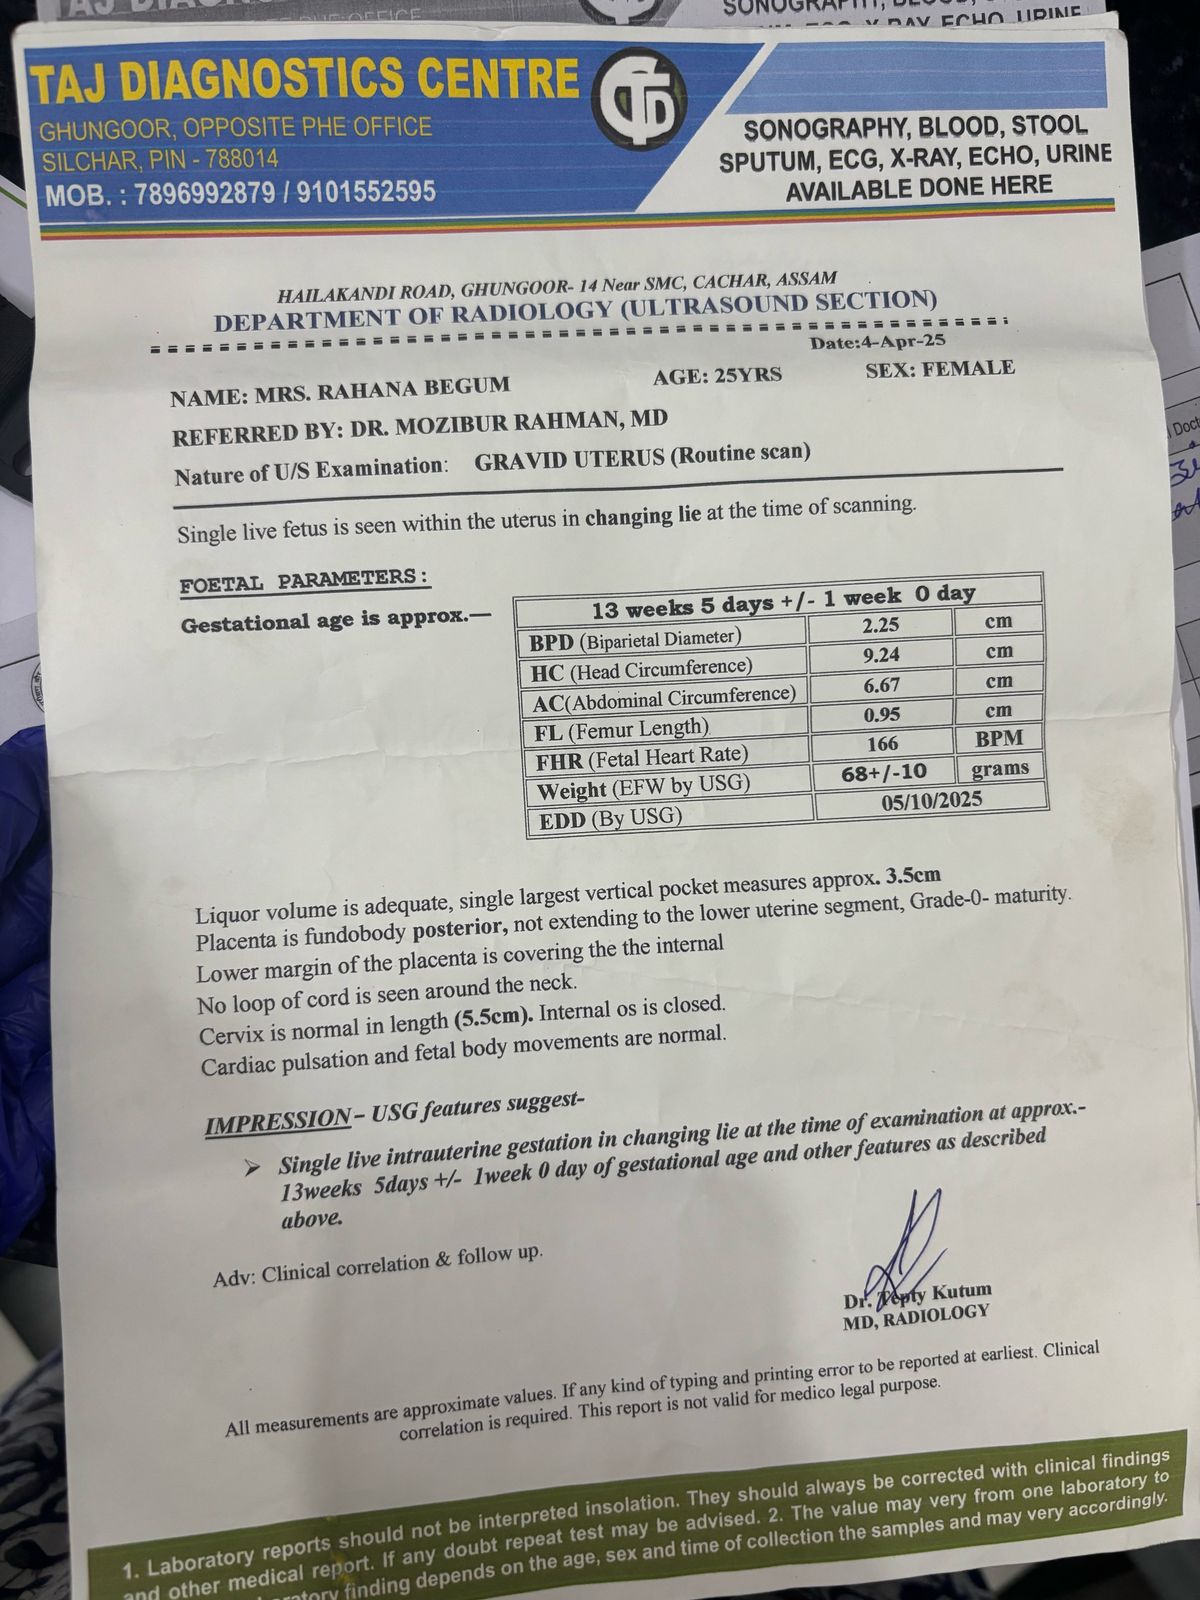 TAJ DIAGNOSTICS CENTRE
GHUNGOOR, OPPOSITE PHE OFFICE
SILCHAR, PIN - 788014
MOB. : 7896992879 / 9101552595
SONOGRAPHY, BLOOD, STOOL
SPUTUM, ECG, X-RAY, ECHO, URINE
AVAILABLE DONE HERE
HAILAKANDI ROAD, GHUNGOOR- 14 Near SMC, CACHAR, ASSAM
DEPARTMENT OF RADIOLOGY (ULTRASOUND SECTION)
Date:4-Apr-25
NAME: MRS. RAHANA BEGUM AGE: 25YRS SEX: FEMALE
REFERRED BY: DR. MOZIBUR RAHMAN, MD
Nature of U/S Examination: GRAVID UTERUS (Routine scan)
Single live fetus is seen within the uterus in changing lie at the time of scanning.
FOETAL PARAMETERS:
Gestational age is approx.—
13 weeks 5 days +/- 1 week 0 day
BPD (Biparietal Diameter) 2.25 cm
HC (Head Circumference) 9.24 cm
AC(Abdominal Circumference) 6.67 cm
FL (Femur Length) 0.95 cm
FHR (Fetal Heart Rate) 166 BPM
Weight (EFW by USG) 68+/-10 grams
EDD (By USG) 05/10/2025
Liquor volume is adequate, single largest vertical pocket measures approx. 3.5cm
Placenta is fundobody posterior, not extending to the lower uterine segment, Grade-0- maturity.
Lower margin of the placenta is covering the the internal
No loop of cord is seen around the neck.
Cervix is normal in length (5.5cm). Internal os is closed.
Cardiac pulsation and fetal body movements are normal.
IMPRESSION – USG features suggest-
➢ Single live intrauterine gestation in changing lie at the time of examination at approx.-
13weeks 5days +/- 1week 0 day of gestational age and other features as described
above.
Adv: Clinical correlation & follow up.
Dr. Tepty Kutum
MD, RADIOLOGY
All measurements are approximate values. If any kind of typing and printing error to be reported at earliest. Clinical
correlation is required. This report is not valid for medico legal purpose.
1. Laboratory reports should not be interpreted insolation. They should always be corrected with clinical findings
and other medical report. If any doubt repeat test may be advised. 2. The value may very from one laboratory to
finding depends on the age, sex and time of collection the samples and may very accordingly.